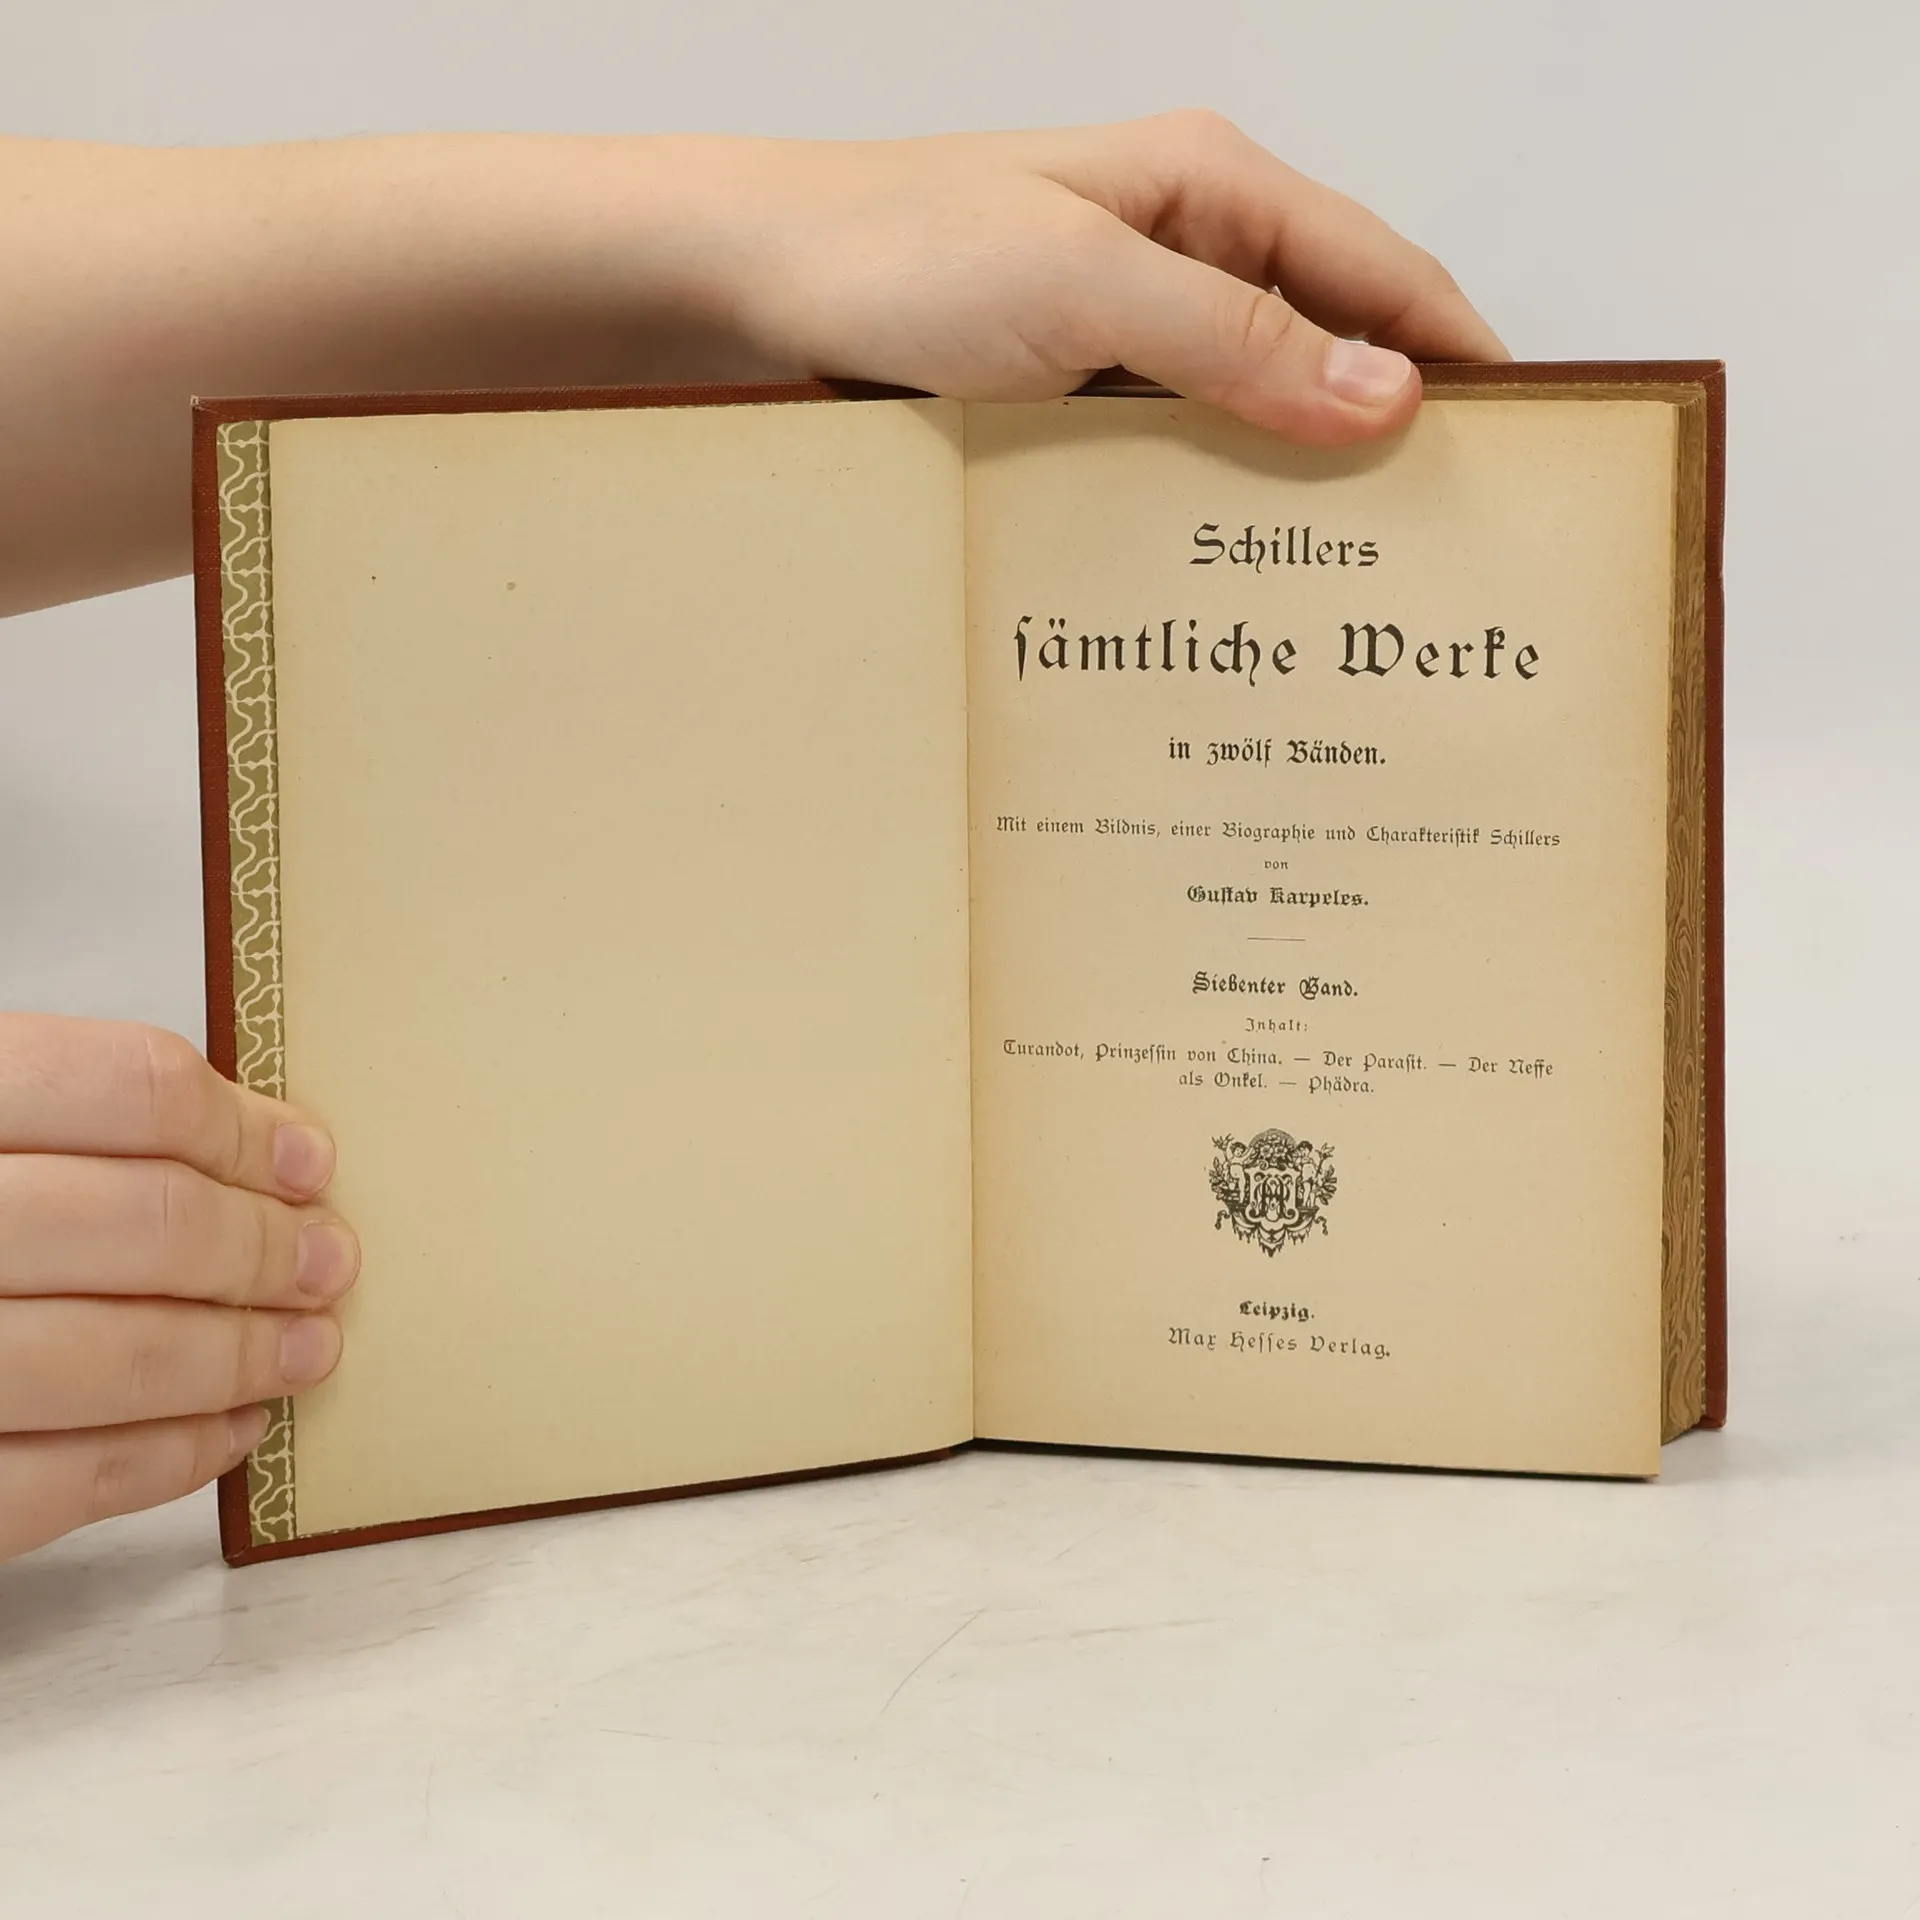 Schillers
ſämtliche Werke
in zwölf Bänden.
Mit einem Bildnis, einer Biographie und Charakteriſtik Schillers
von
Guſtav Karpeles.
Siebenter Band.
Inhalt:
Turandot, Prinzeſſin von China. — Der Paraſit. — Der Neffe
als Onkel. — Phädra.
Leipzig.
Max Heſſes Verlag.